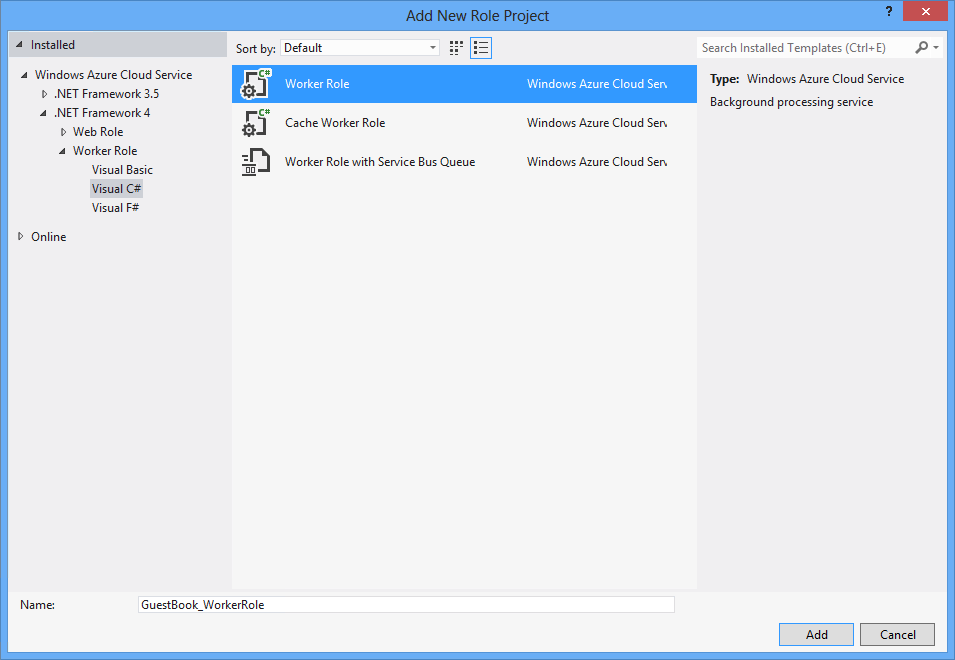 Add New Role Project
?
Installed
Windows Azure Cloud Service
.NET Framework 3.5
.NET Framework 4
Web Role
Worker Role
Visual Basic
Visual C#
Visual F#
Online
Sort by: Default
C# Worker Role Windows Azure Cloud Serv
C# Cache Worker Role Windows Azure Cloud Serv
Worker Role with Service Bus Queue Windows Azure Cloud Serv
Search Installed Templates (Ctrl+E)
Type: Windows Azure Cloud Service
Background processing service
Name: GuestBook_WorkerRole
Add Cancel